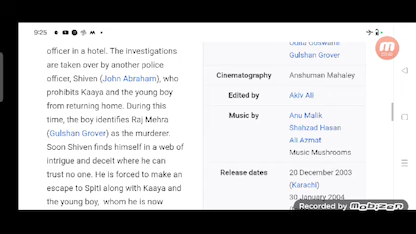 9:25
officer in a hotel. The investigations
are taken over by another police
officer, Shiven (John Abraham), who
prohibits Kaaya and the young boy
from returning home. During this
time, the boy identifies Raj Mehra
(Gulshan Grover) as the murderer.
Soon Shiven finds himself in a web of
intrigue and deceit where he can
trust no one. He is forced to make an
escape to Spiti along with Kaaya and
the young boy, whom he is now
Gulshan Grover
Cinematography Anshuman Mahaley
Edited by Akiv Ali
Music by Anu Malik
Shahzad Hasan
Ali Azmat
Music Mushrooms
Release dates 20 December 2003
(Karachi)
30 January 2004
Recorded by Mobizen